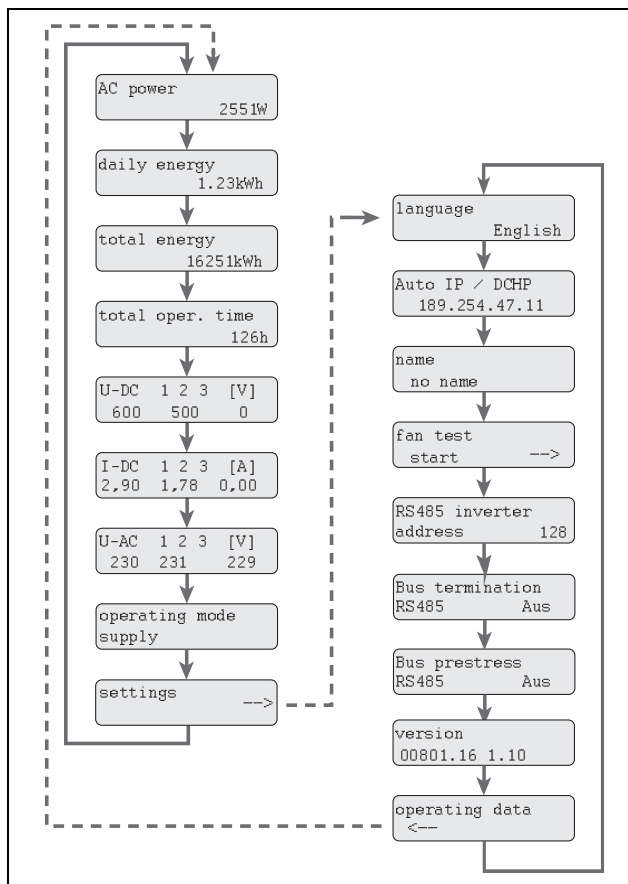 AC power
2551W
daily energy
1.23kWh
total energy
16251kWh
total oper. time
126h
U-DC 1 2 3 [V]
600 500 0
I-DC 1 2 3 [A]
2,90 1,78 0,00
U-AC 1 2 3 [V]
230 231 229
operating mode
supply
settings
-->
language
English
Auto IP / DCHP
189.254.47.11
name
no name
fan test
start -->
RS485 inverter
address 128
Bus termination
RS485 Aus
Bus prestress
RS485 Aus
version
00801.16 1.10
operating data
<--